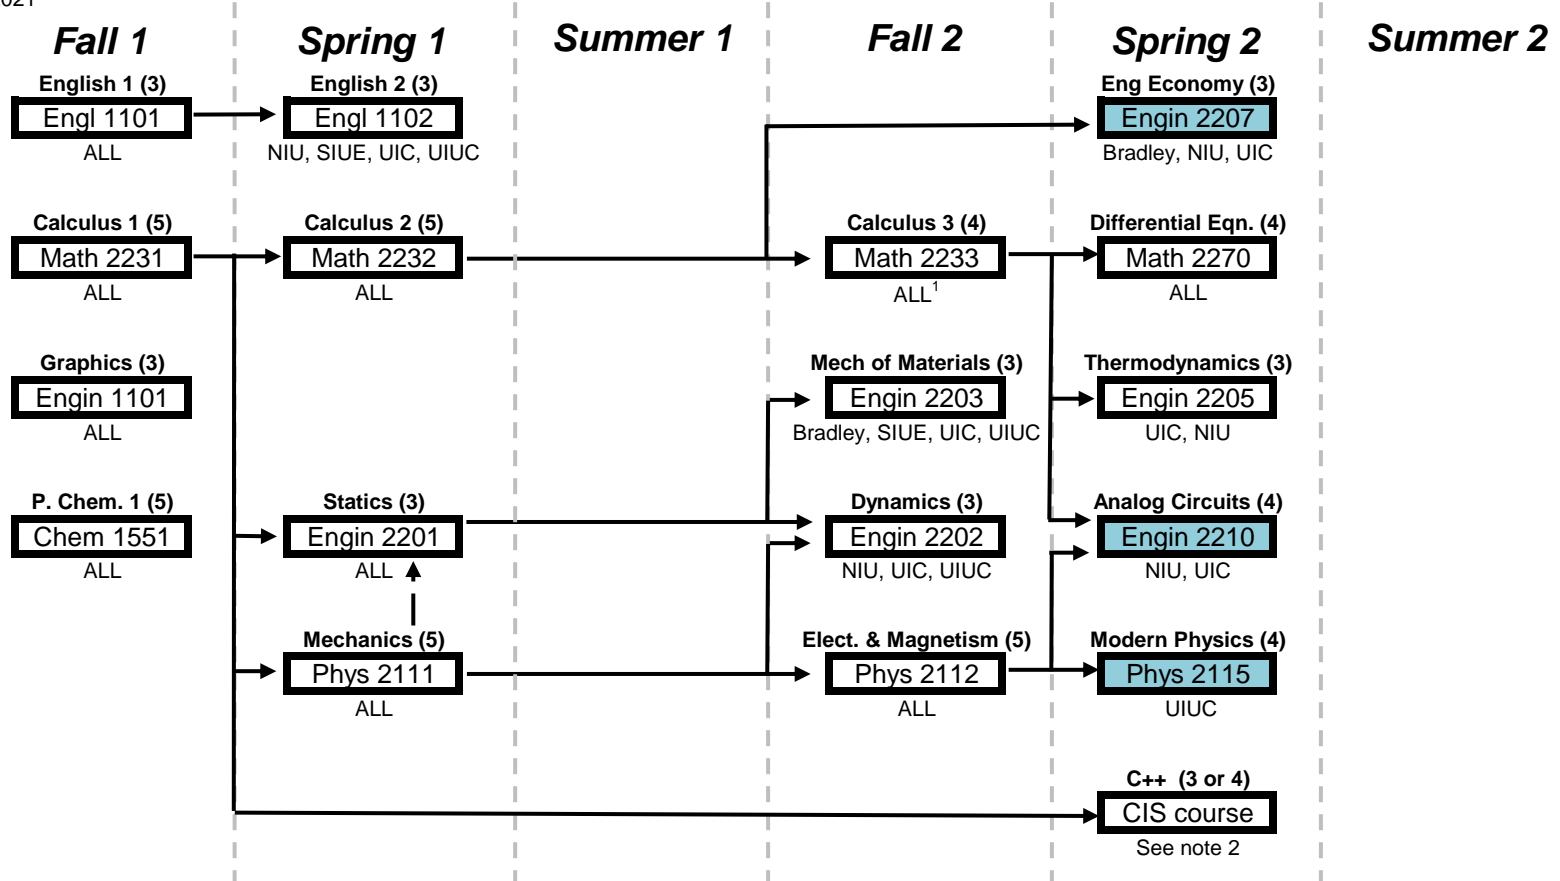 Fall 1
Spring 1
Summer 1
Fall 2
Spring 2
Summer 2
English 1 (3)
Engl 1101
ALL
English 2 (3)
Engl 1102
NIU, SIUE, UIC, UIUC
Eng Economy (3)
Engin 2207
Bradley, NIU, UIC
Calculus 1 (5)
Math 2231
ALL
Calculus 2 (5)
Math 2232
ALL
Calculus 3 (4)
Math 2233
ALL1
Differential Eqn. (4)
Math 2270
ALL
Graphics (3)
Engin 1101
ALL
Mech of Materials (3)
Engin 2203
Bradley, SIUE, UIC, UIUC
Thermodynamics (3)
Engin 2205
UIC, NIU
P. Chem. 1 (5)
Chem 1551
ALL
Statics (3)
Engin 2201
ALL
Dynamics (3)
Engin 2202
NIU, UIC, UIUC
Analog Circuits (4)
Engin 2210
NIU, UIC
Mechanics (5)
Phys 2111
ALL
Elect. & Magnetism (5)
Phys 2112
ALL
Modern Physics (4)
Phys 2115
UIUC
C++  (3 or 4)
CIS course
See note 2